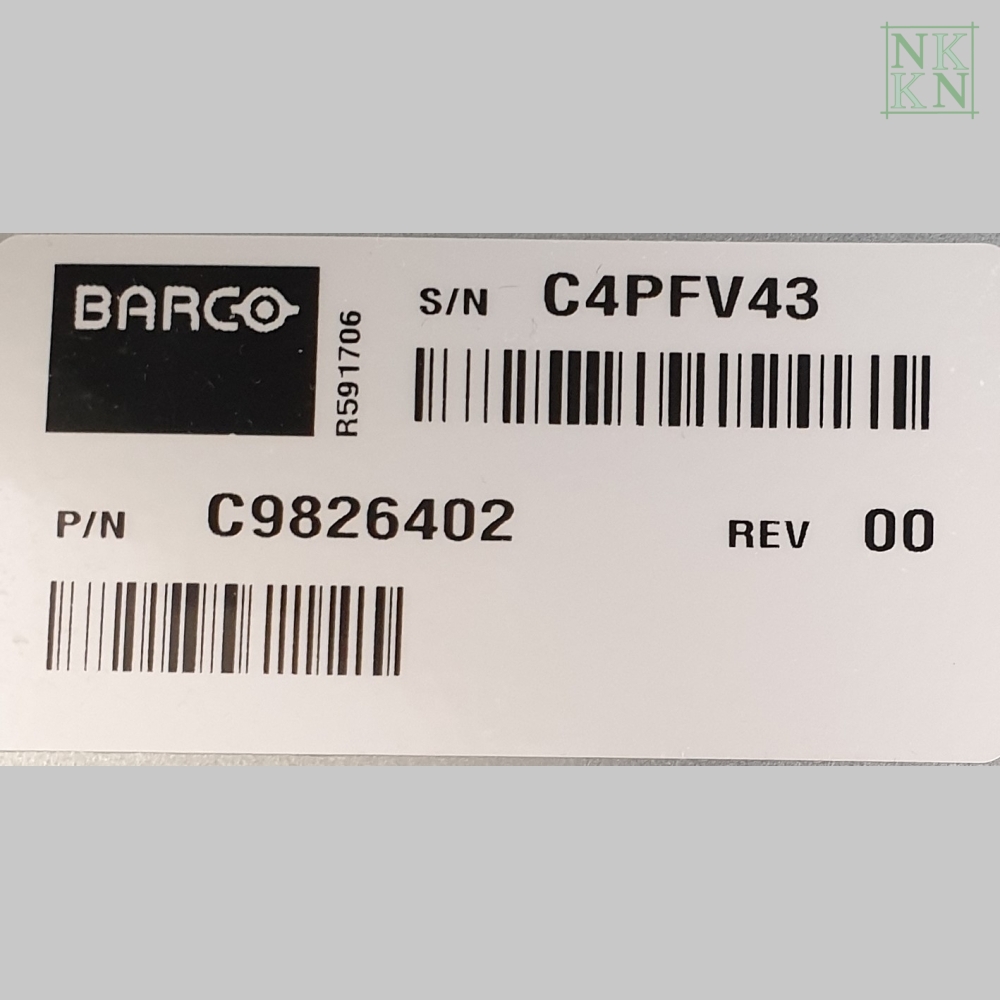 NK
KN
BARCO
R591706
S/N C4PFV43
P/N C9826402
REV 00